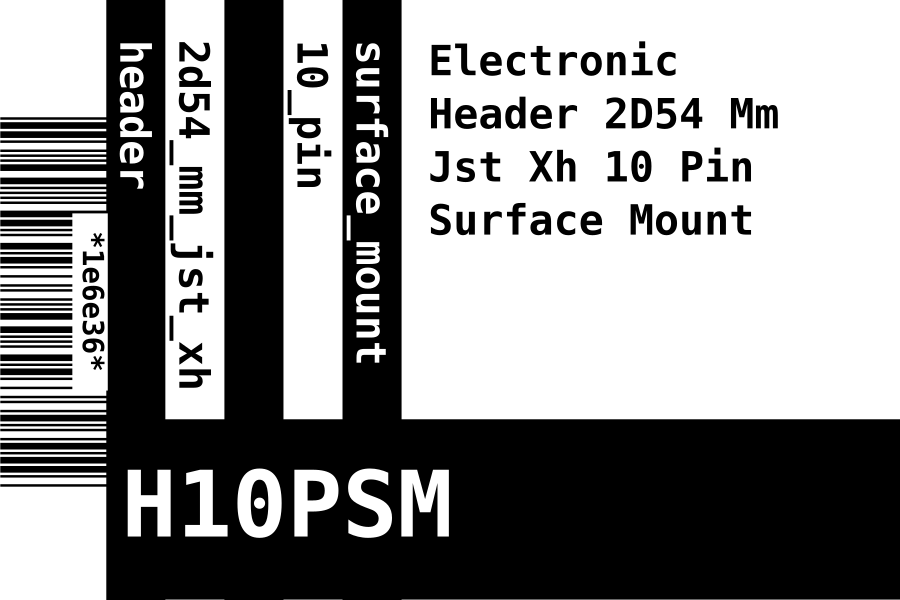 *1e6e36*
header
2d54_mm_jst_xh
10_pin
surface_mount
Electronic
Header 2D54 Mm
Jst Xh 10 Pin
Surface Mount
H10PSM